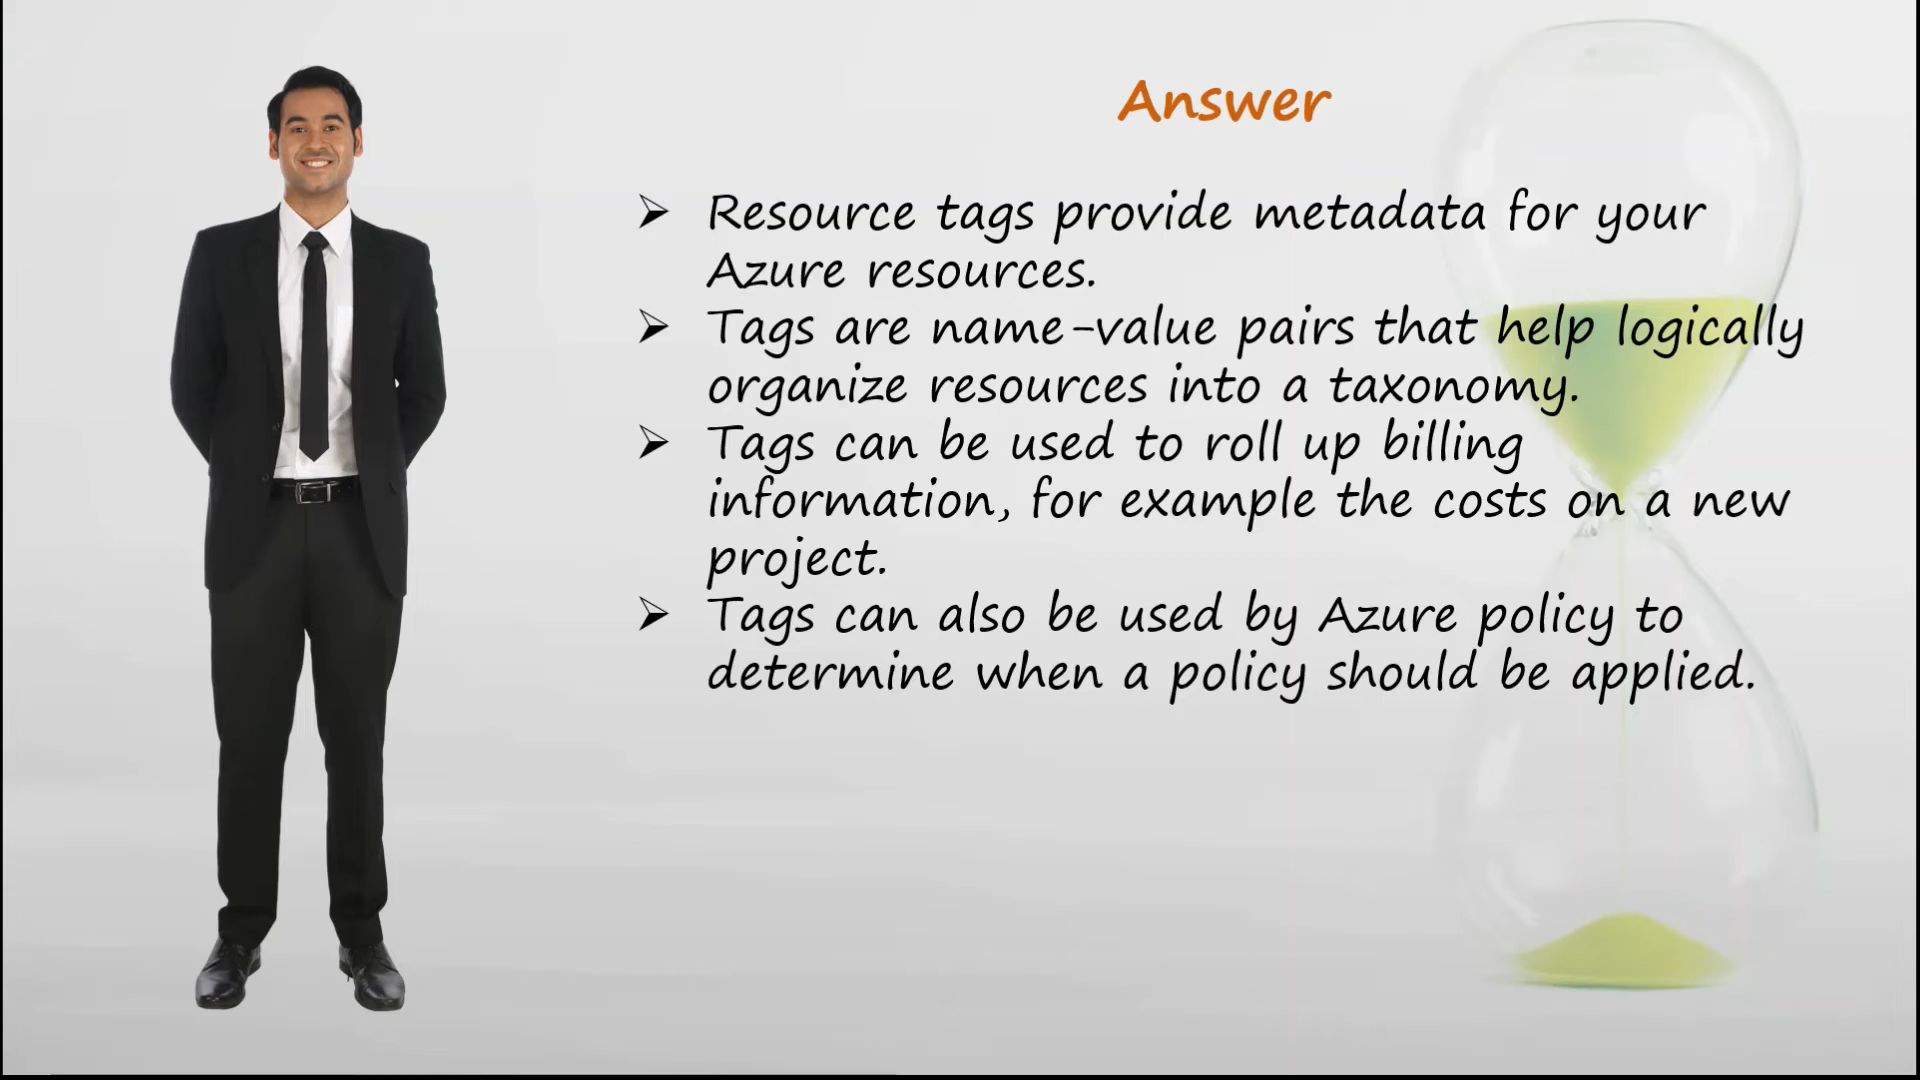 Answer
➢ Resource tags provide metadata for your
Azure resources.
➢ Tags are name-value pairs that help logically
organize resources into a taxonomy.
➢ Tags can be used to roll up billing
information, for example the costs on a new
project.
➢ Tags can also be used by Azure policy to
determine when a policy should be applied.